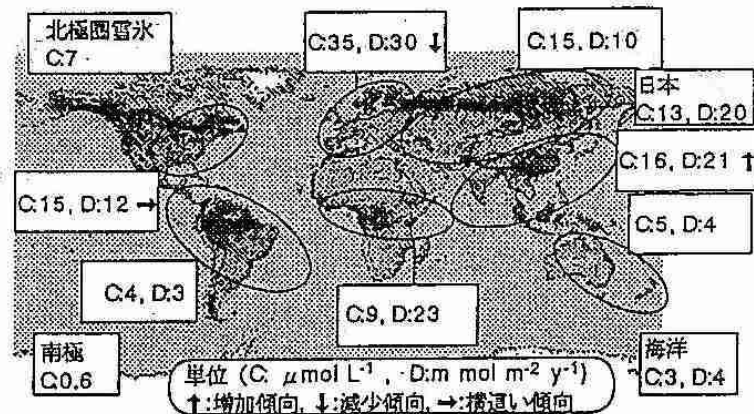 北極圏雪氷
C:7
C:35, D:30 ↓
C:15, D:10
日本
C:13, D:20
C:16, D:21 ↑
C:15, D:12 →
C:5, D:4
C:4, D:3
C:9, D:23
南極
C:0.6
海洋
C:3, D:4
単位 (C: μmol L⁻¹ , D:m mol m⁻² y⁻¹)
↑:増加傾向, ↓:減少傾向, →:横這い傾向